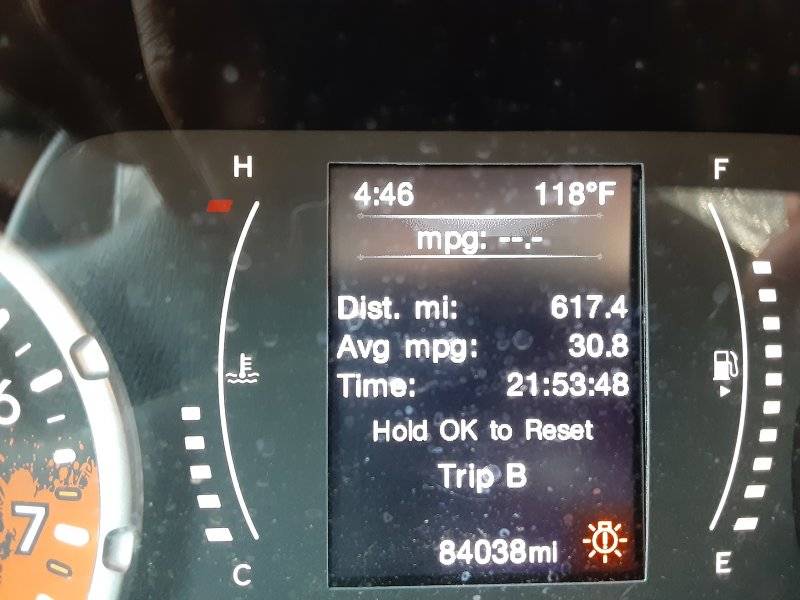 H
F
4:46 118°F
mpg: --.-
Dist. mi: 617.4
Avg mpg: 30.8
Time: 21:53:48
Hold OK to Reset
Trip B
84038mi
C
E
6
7